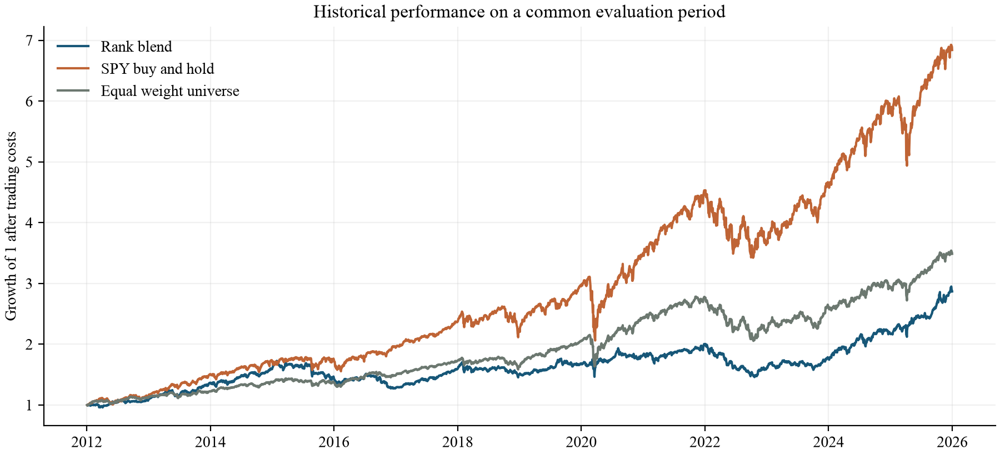 Historical performance on a common evaluation period
Rank blend
SPY buy and hold
Equal weight universe
Growth of 1 after trading costs
7
6
5
4
3
2
1
2012 2014 2016 2018 2020 2022 2024 2026